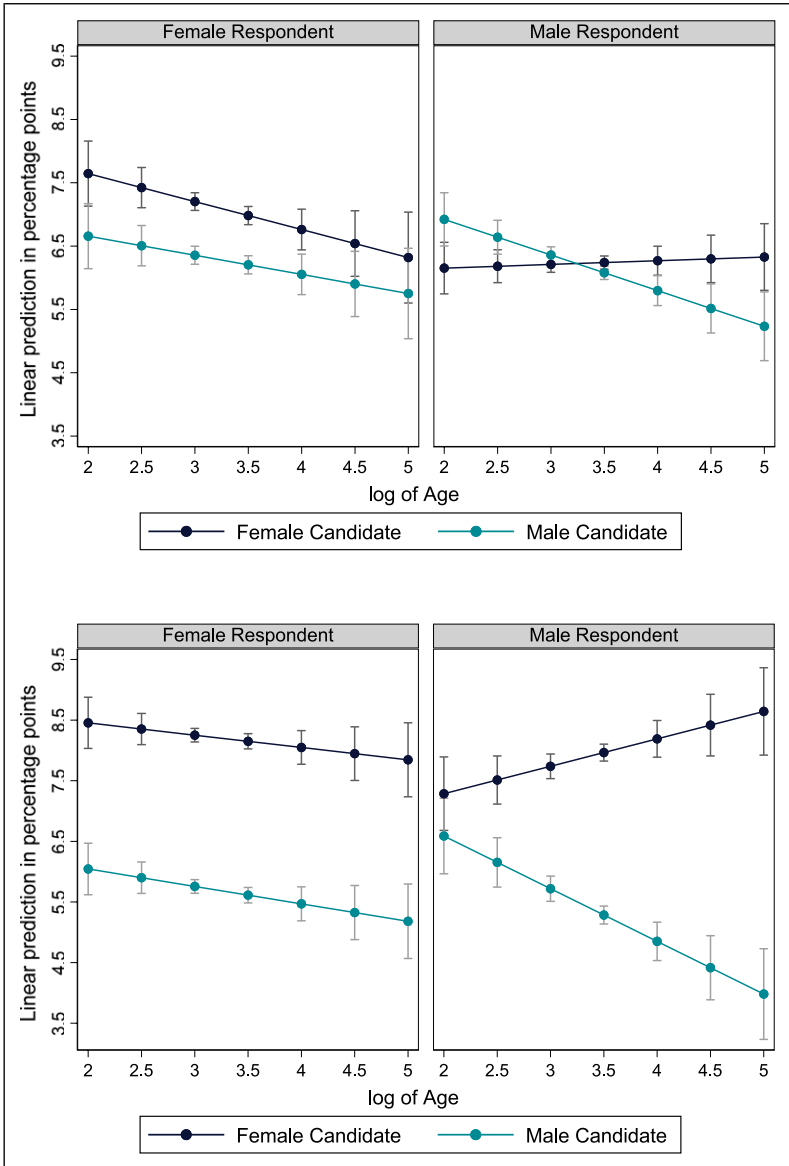 Female Respondent Male Respondent
9.5
8.5
7.5
6.5
5.5
4.5
3.5
Linear prediction in percentage points
2 2.5 3 3.5 4 4.5 5 2 2.5 3 3.5 4 4.5 5
log of Age
Female Candidate Male Candidate
Female Respondent Male Respondent
9.5
8.5
7.5
6.5
5.5
4.5
3.5
Linear prediction in percentage points
2 2.5 3 3.5 4 4.5 5 2 2.5 3 3.5 4 4.5 5
log of Age
Female Candidate Male Candidate